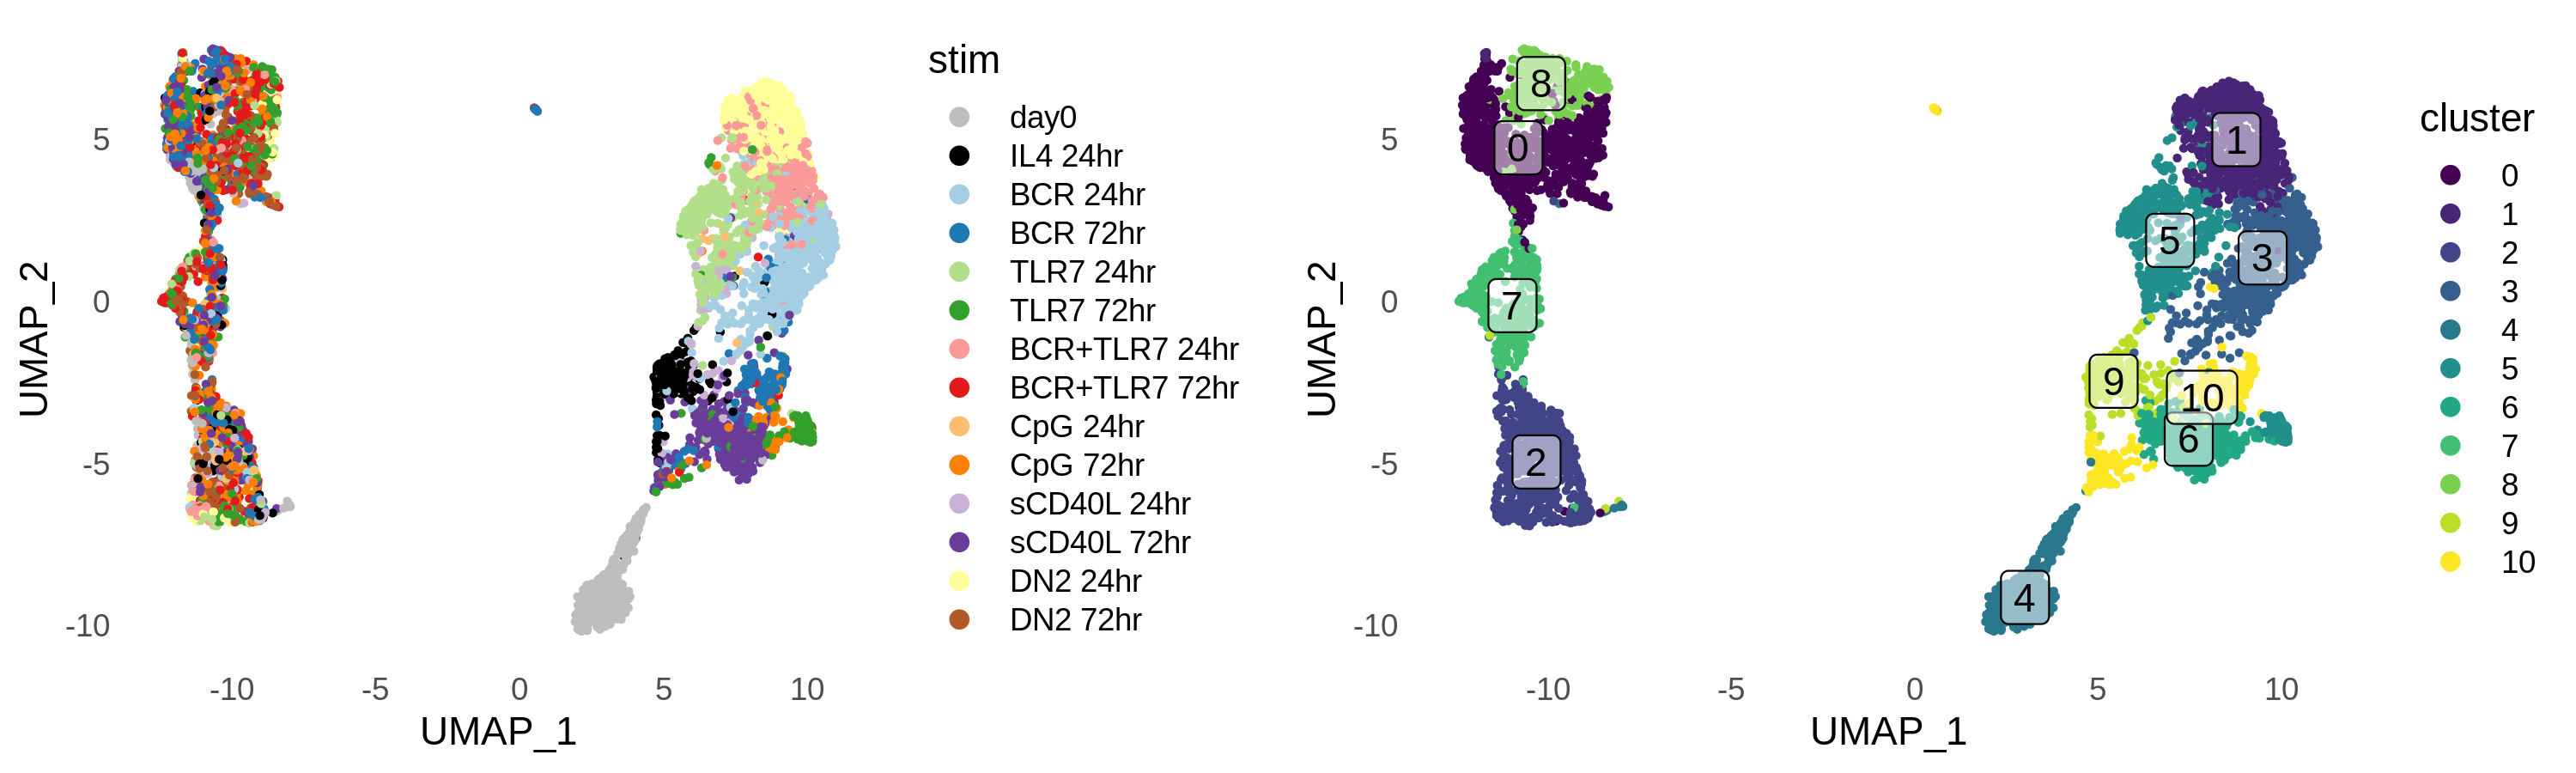 stim
day0
IL4 24hr
BCR 24hr
BCR 72hr
TLR7 24hr
TLR7 72hr
BCR+TLR7 24hr
BCR+TLR7 72hr
CpG 24hr
CpG 72hr
sCD40L 24hr
sCD40L 72hr
DN2 24hr
DN2 72hr
UMAP_2
5
0
-5
-10
-10 -5 0 5 10
UMAP_1
8
0
7
2
1
5
3
9
10
6
4
UMAP_2
5
0
-5
-10
-10 -5 0 5 10
UMAP_1
cluster
0
1
2
3
4
5
6
7
8
9
10